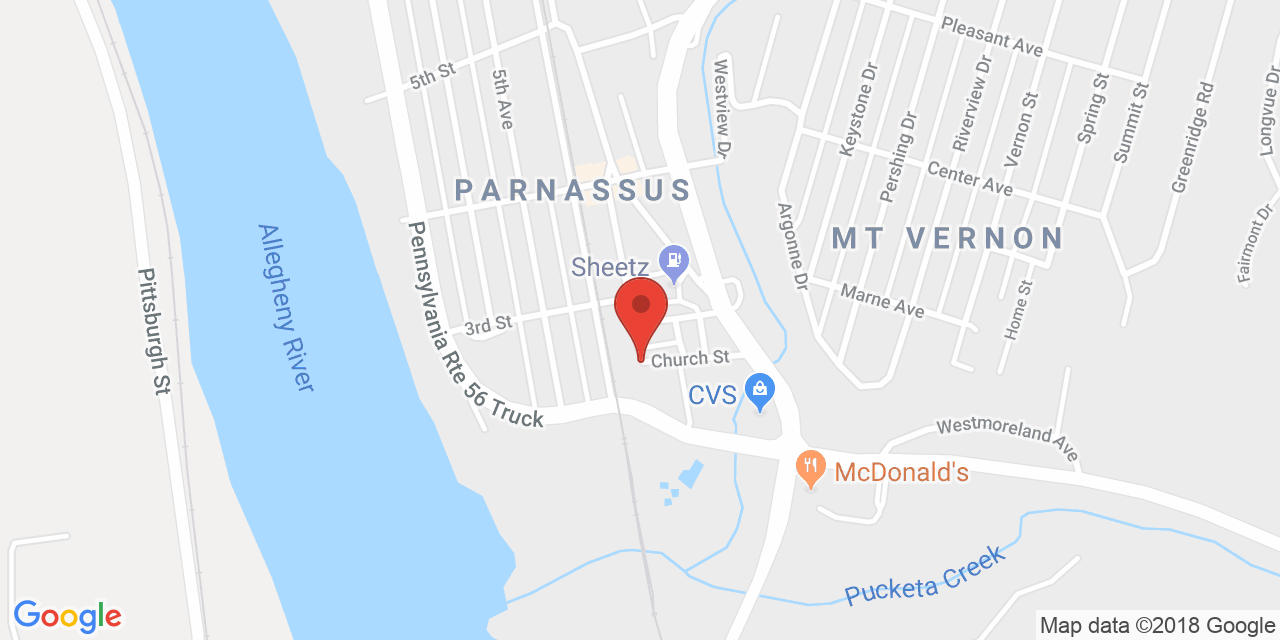 Pleasant Ave
5th St
5th Ave
Westview Dr
Keystone Dr
Pershing Dr
Riverview Dr
Vernon St
Spring St
Summit St
Greenridge Rd
Longvue Dr
Center Ave
PARNASSUS
Argonne Dr
MT VERNON
Fairmont Dr
Allegheny River
Pittsburgh St
Pennsylvania Rte 56 Truck
Sheetz
Marne Ave
Home St
3rd St
Church St
CVS
Westmoreland Ave
McDonald's
Pucketa Creek
Google
Map data ©2018 Google